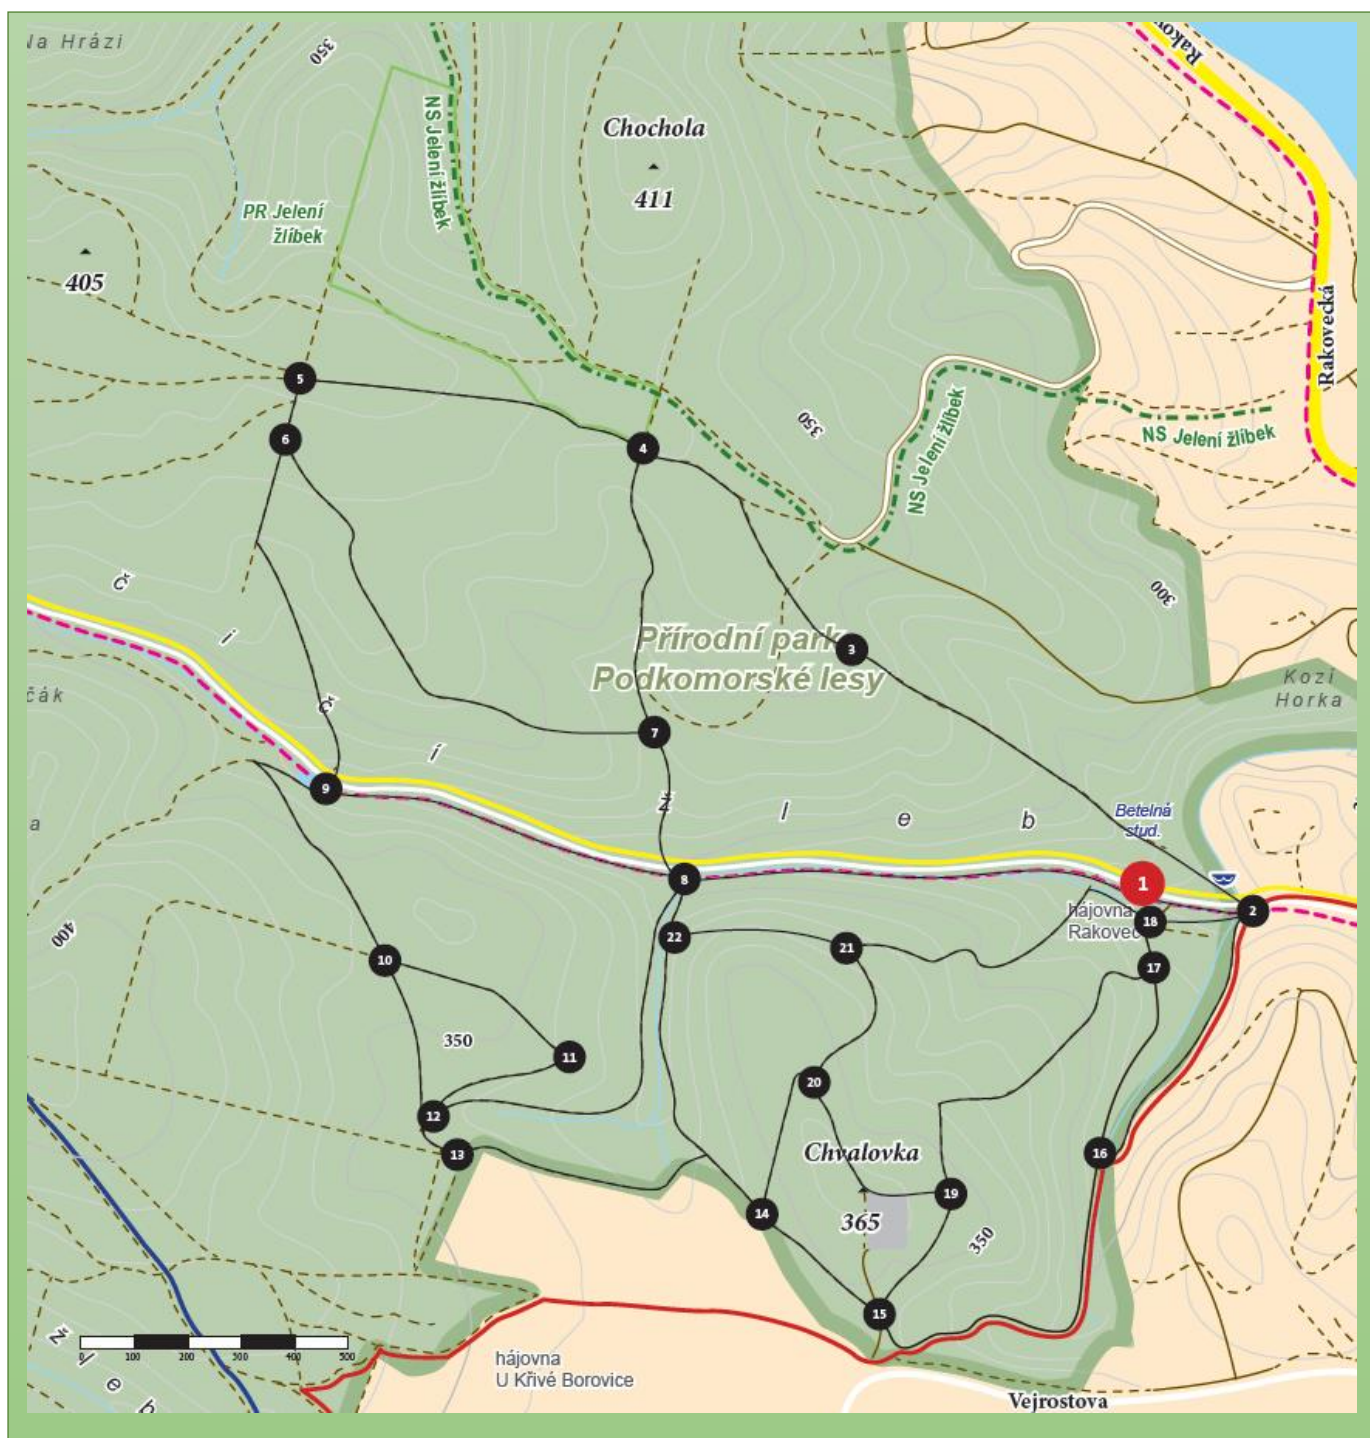 Na Hrázi
350
Rakov
Chochola
411
NS Jelení žlíbek
PR Jelení
žlíbek
405
Rakovecká
5
6
4
350
NS Jelení žlíbek
NS Jelení žlíbek
č
i
300
3
Přírodní park
Podkomorské lesy
Kozí
Horka
čák
č
7
í
9
Ž
l
e
b
Betelná
stud.
a
8
1
hájovna
Rakovec
18
2
400
22
21
17
10
350
11
20
12
13
Chvalovka
16
19
14
365
350
15
0
100
200
300
400
500
Ž
l
e
b
hájovna
U Křivé Borovice
Vejrostova